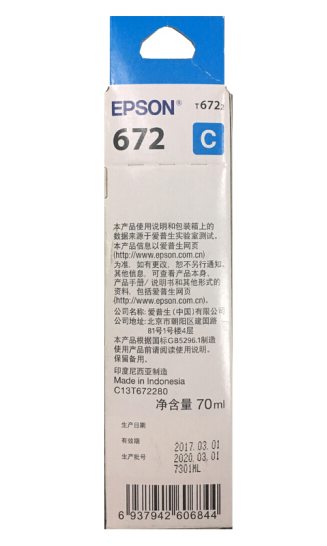 EPSON® T6722
672 C
本产品使用说明和包装箱上的
数据来源于爱普生实验室测试。
本产品信息以爱普生网页
(http://www.epson.com.cn)
为准，如有更改，恕不另行通知。
其他信息，可查看产品本身、
产品手册/说明书和其他形式的
资料，包括爱普生网页
(http://www.epson.com.cn)。
公司名称：爱普生(中国)有限公司
公司地址：北京市朝阳区建国路
81号1号楼4层
本产品根据国标GB5296.1制造
使用产品前请阅读使用说明。
保留备用。
印度尼西亚制造
Made in Indonesia
C13T672280
净含量 70ml
生产日期
有效期 2017.03.01
生产批号 2020.03.01
7301ML
6 937942 606844